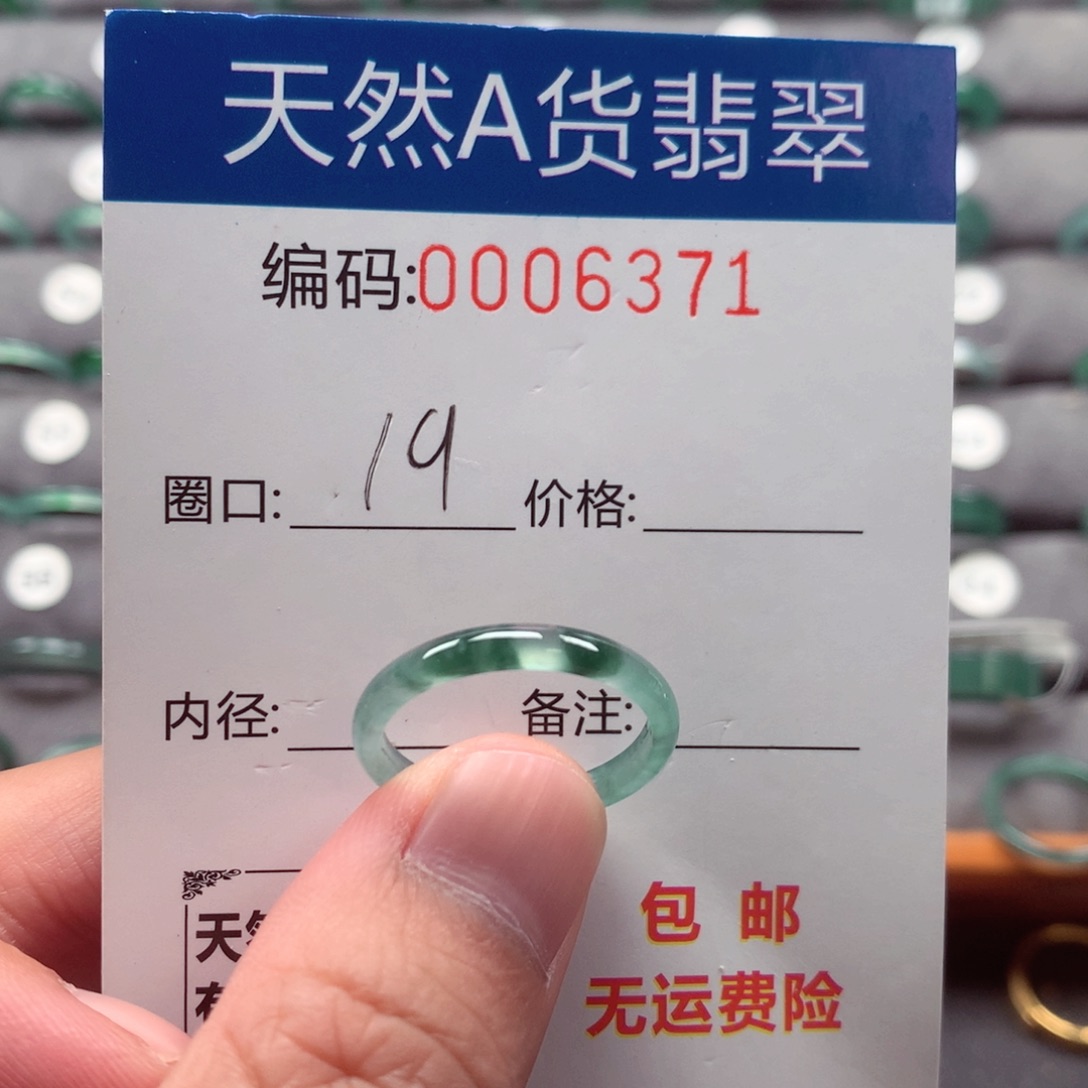 天然A货翡翠
编码:0006371
圈口: 19 价格:
内径: 备注:
天
包 邮
无运费险